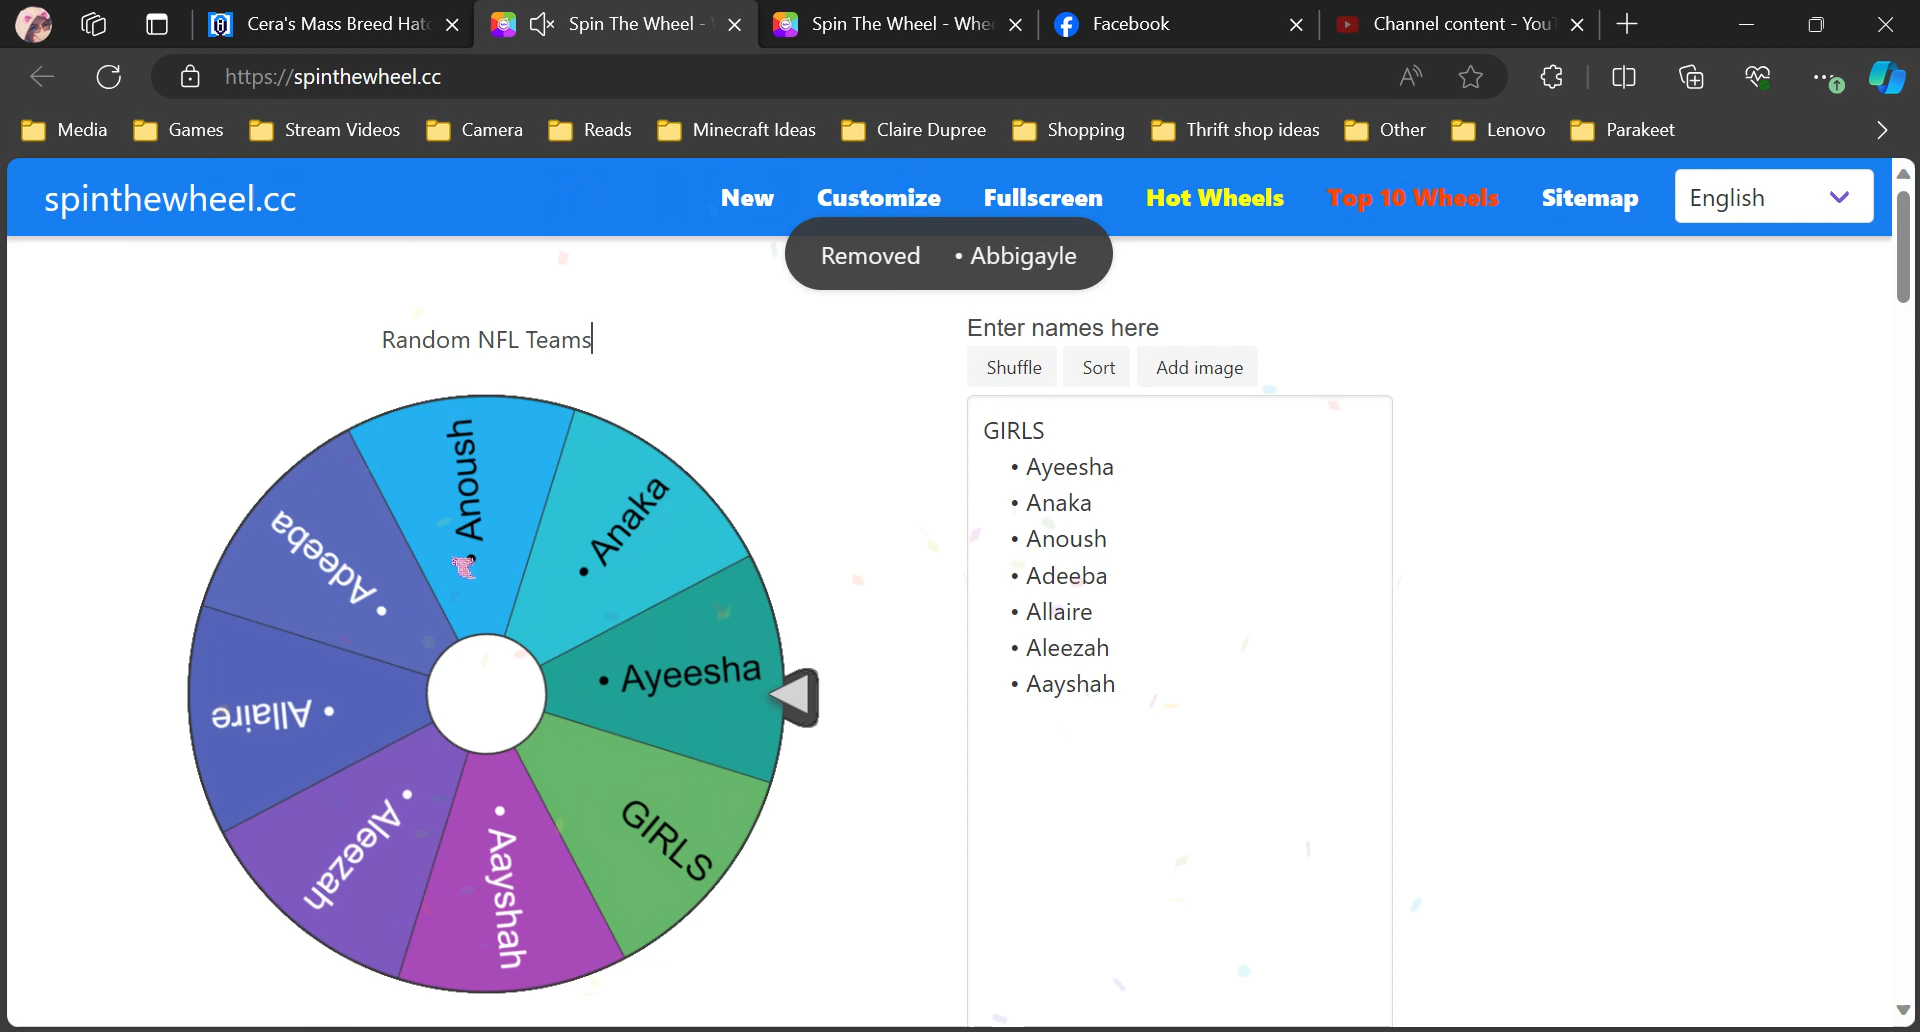 Cera's Mass Breed Hatc
Spin The Wheel -
Spin The Wheel - Whee
Facebook
Channel content - YouT
https://spinthewheel.cc
Media
Games
Stream Videos
Camera
Reads
Minecraft Ideas
Claire Dupree
Shopping
Thrift shop ideas
Other
Lenovo
Parakeet
spinthewheel.cc
New
Customize
Fullscreen
Hot Wheels
Top 10 Wheels
Sitemap
English
Removed • Abbigayle
Random NFL Teams
Enter names here
Shuffle
Sort
Add image
GIRLS
• Ayeesha
• Anaka
• Anoush
• Adeeba
• Allaire
• Aleezah
• Aayshah
• Anoush
• Anaka
• Ayeesha
GIRLS
• Aayshah
• Aleezah
• Allaire
• Adeeba